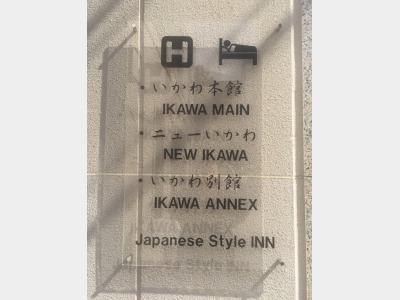 H
・いかわ本館
IKAWA MAIN
・ニューいかわ
NEW IKAWA
・いかわ別館
IKAWA ANNEX
Japanese Style INN